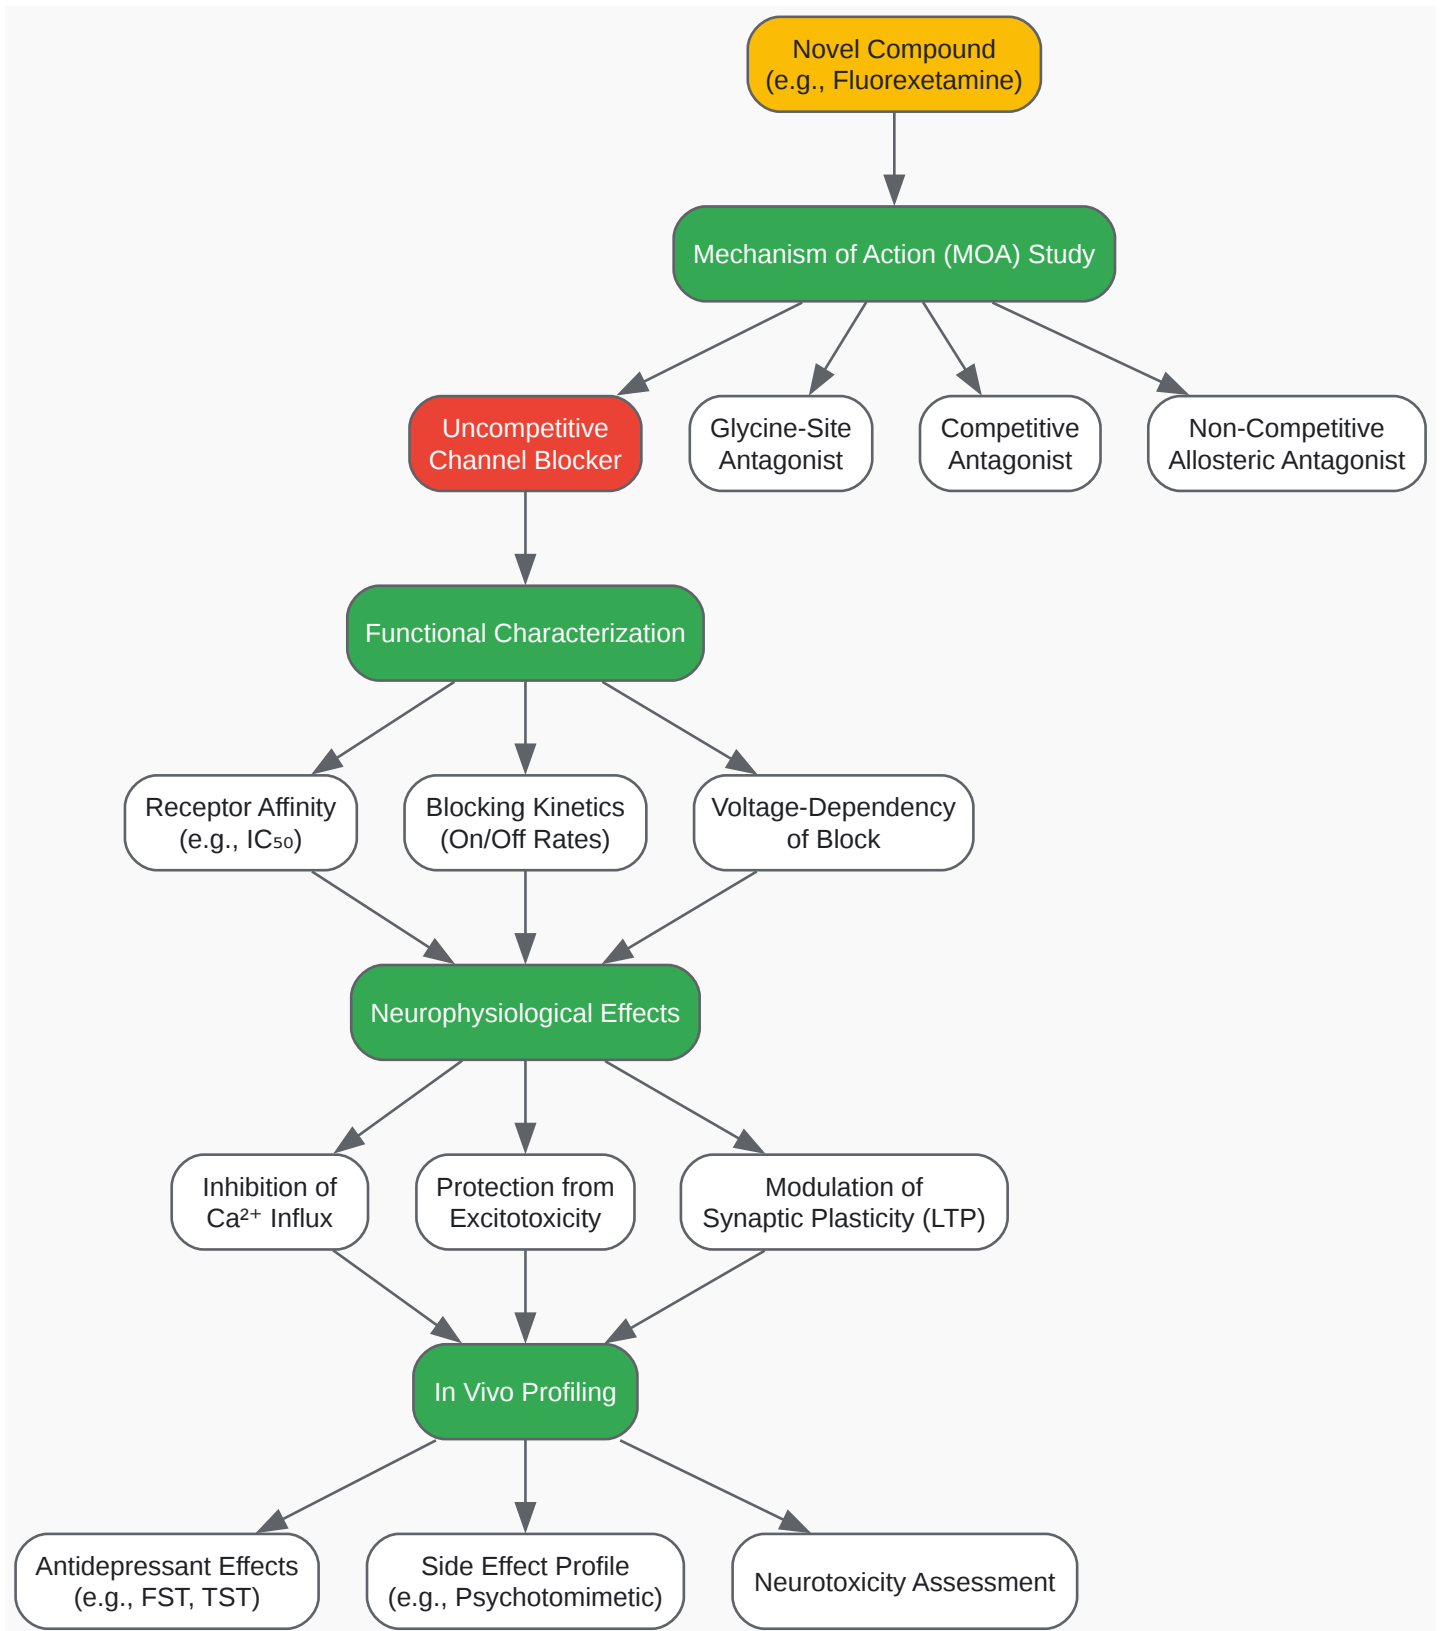 Novel Compound
(e.g., Fluorexetamine)
Mechanism of Action (MOA) Study
Uncompetitive
Channel Blocker
Glycine-Site
Antagonist
Competitive
Antagonist
Non-Competitive
Allosteric Antagonist
Functional Characterization
Receptor Affinity
(e.g., IC₅₀)
Blocking Kinetics
(On/Off Rates)
Voltage-Dependency
of Block
Neurophysiological Effects
Inhibition of
Ca²⁺ Influx
Protection from
Excitotoxicity
Modulation of
Synaptic Plasticity (LTP)
In Vivo Profiling
Antidepressant Effects
(e.g., FST, TST)
Side Effect Profile
(e.g., Psychotomimetic)
Neurotoxicity Assessment